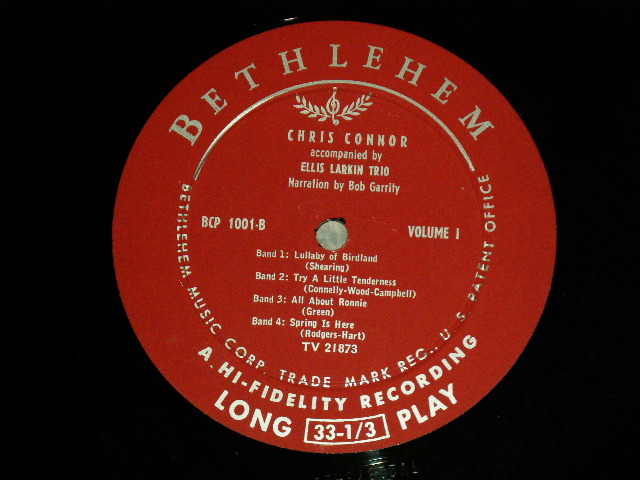 BETHLEHEM
CHRIS CONNOR
accompanied by
ELLIS LARKIN TRIO
Narration by Bob Garrity
BCP 1001-B
VOLUME I
Band 1: Lullaby of Birdland
(Shearing)
Band 2: Try A Little Tenderness
(Connelly-Wood-Campbell)
Band 3: All About Ronnie
(Green)
Band 4: Spring Is Here
(Rodgers-Hart)
TV 21873
BETHLEHEM MUSIC CORP. TRADE MARK REG. U. S. PATENT OFFICE
A HI-FIDELITY RECORDING
LONG 33-1/3 PLAY